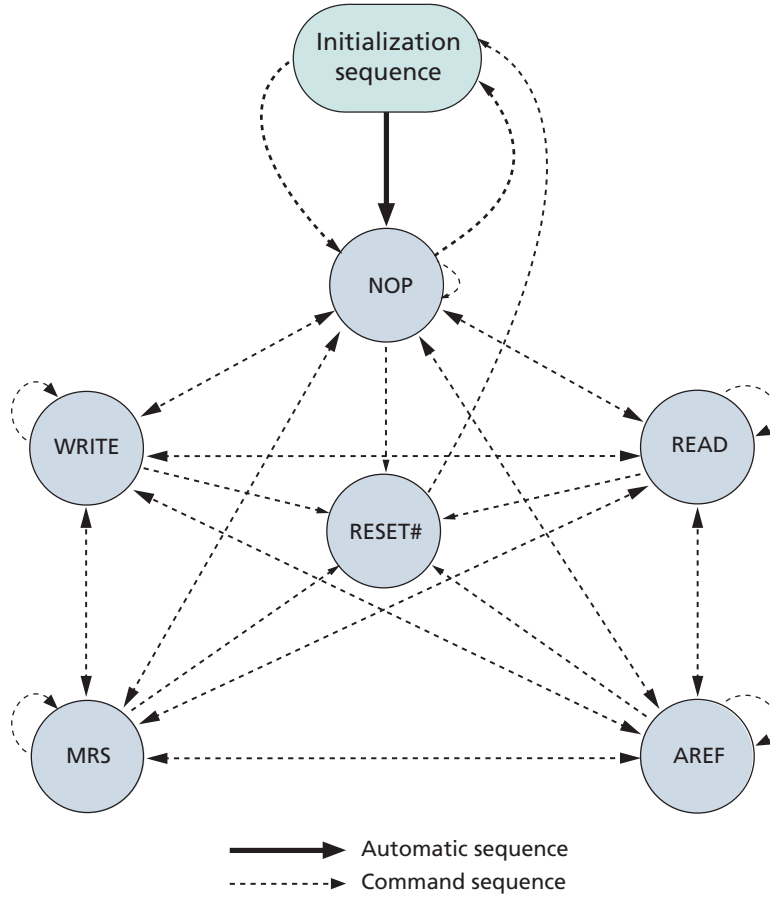 Initialization
sequence
NOP
WRITE
READ
RESET#
MRS
AREF
Automatic sequence
Command sequence